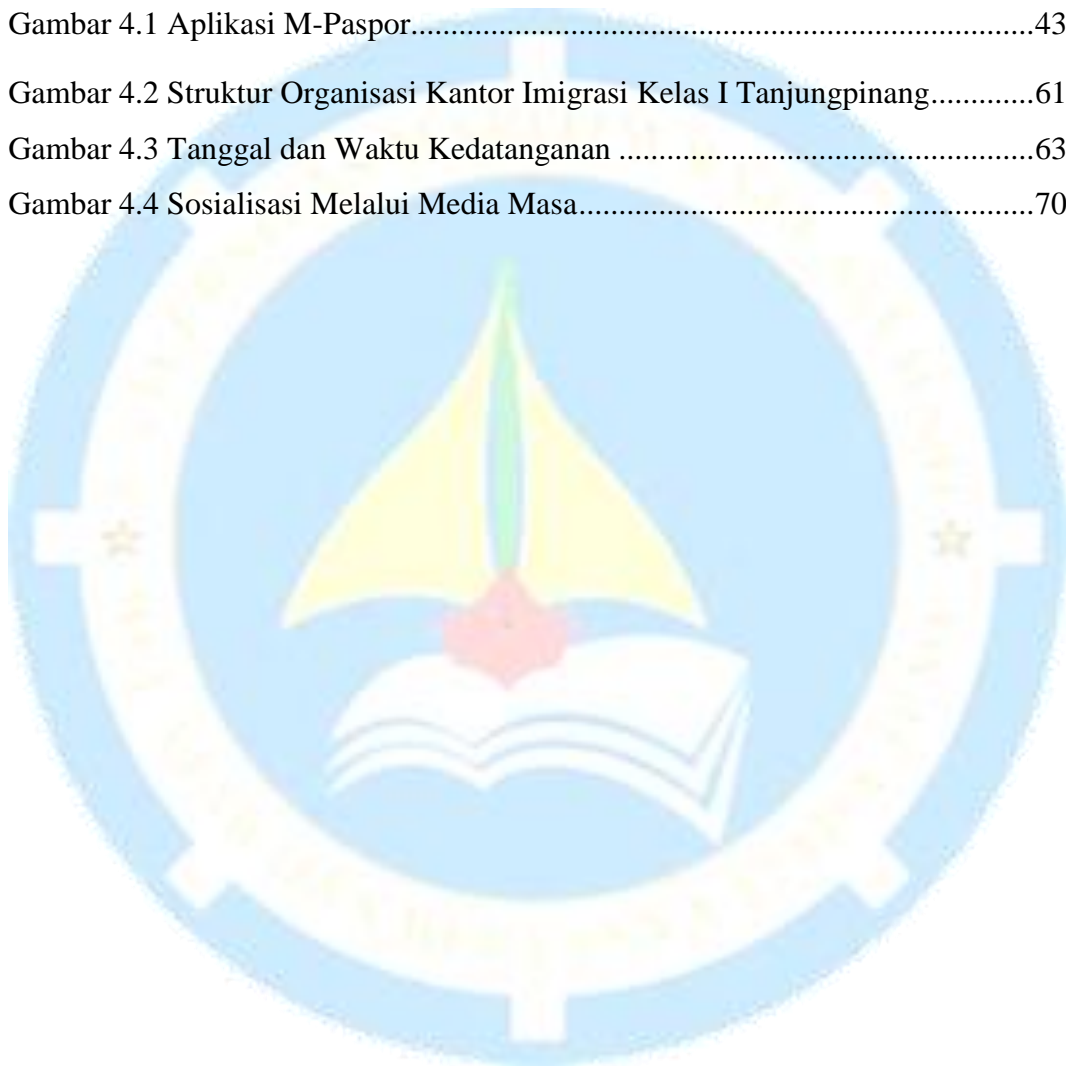 Gambar 4.1 Aplikasi M-Paspor.............................................................................43
Gambar 4.2 Struktur Organisasi Kantor Imigrasi Kelas I Tanjungpinang.............61
Gambar 4.3 Tanggal dan Waktu Kedatanganan ....................................................63
Gambar 4.4 Sosialisasi Melalui Media Masa.........................................................70